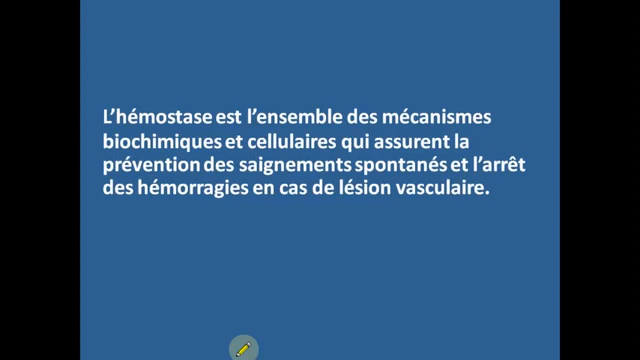 L’hémostase est l’ensemble des mécanismes
biochimiques et cellulaires qui assurent la
prévention des saignements spontanés et l’arrêt
des hémorragies en cas de lésion vasculaire.